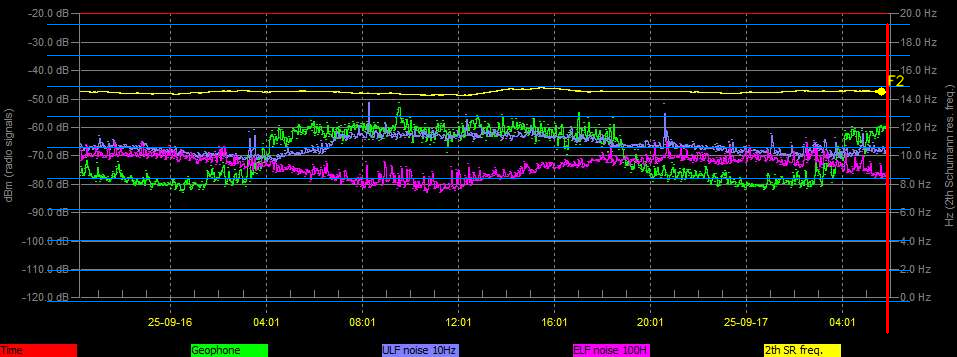 -20.0 dB 20.0 Hz
-30.0 dB 18.0 Hz
-40.0 dB 16.0 Hz
F2
-50.0 dB 14.0 Hz
-60.0 dB 12.0 Hz
-70.0 dB 10.0 Hz
-80.0 dB 8.0 Hz
-90.0 dB 6.0 Hz
-100.0 dB 4.0 Hz
-110.0 dB 2.0 Hz
-120.0 dB 0.0 Hz
dBm (radio signals)
Hz (2th Schumann res. freq.)
25-09-16 04:01 08:01 12:01 16:01 20:01 25-09-17 04:01
Time Geophone ULF noise 10Hz ELF noise 100H 2th SR freq.